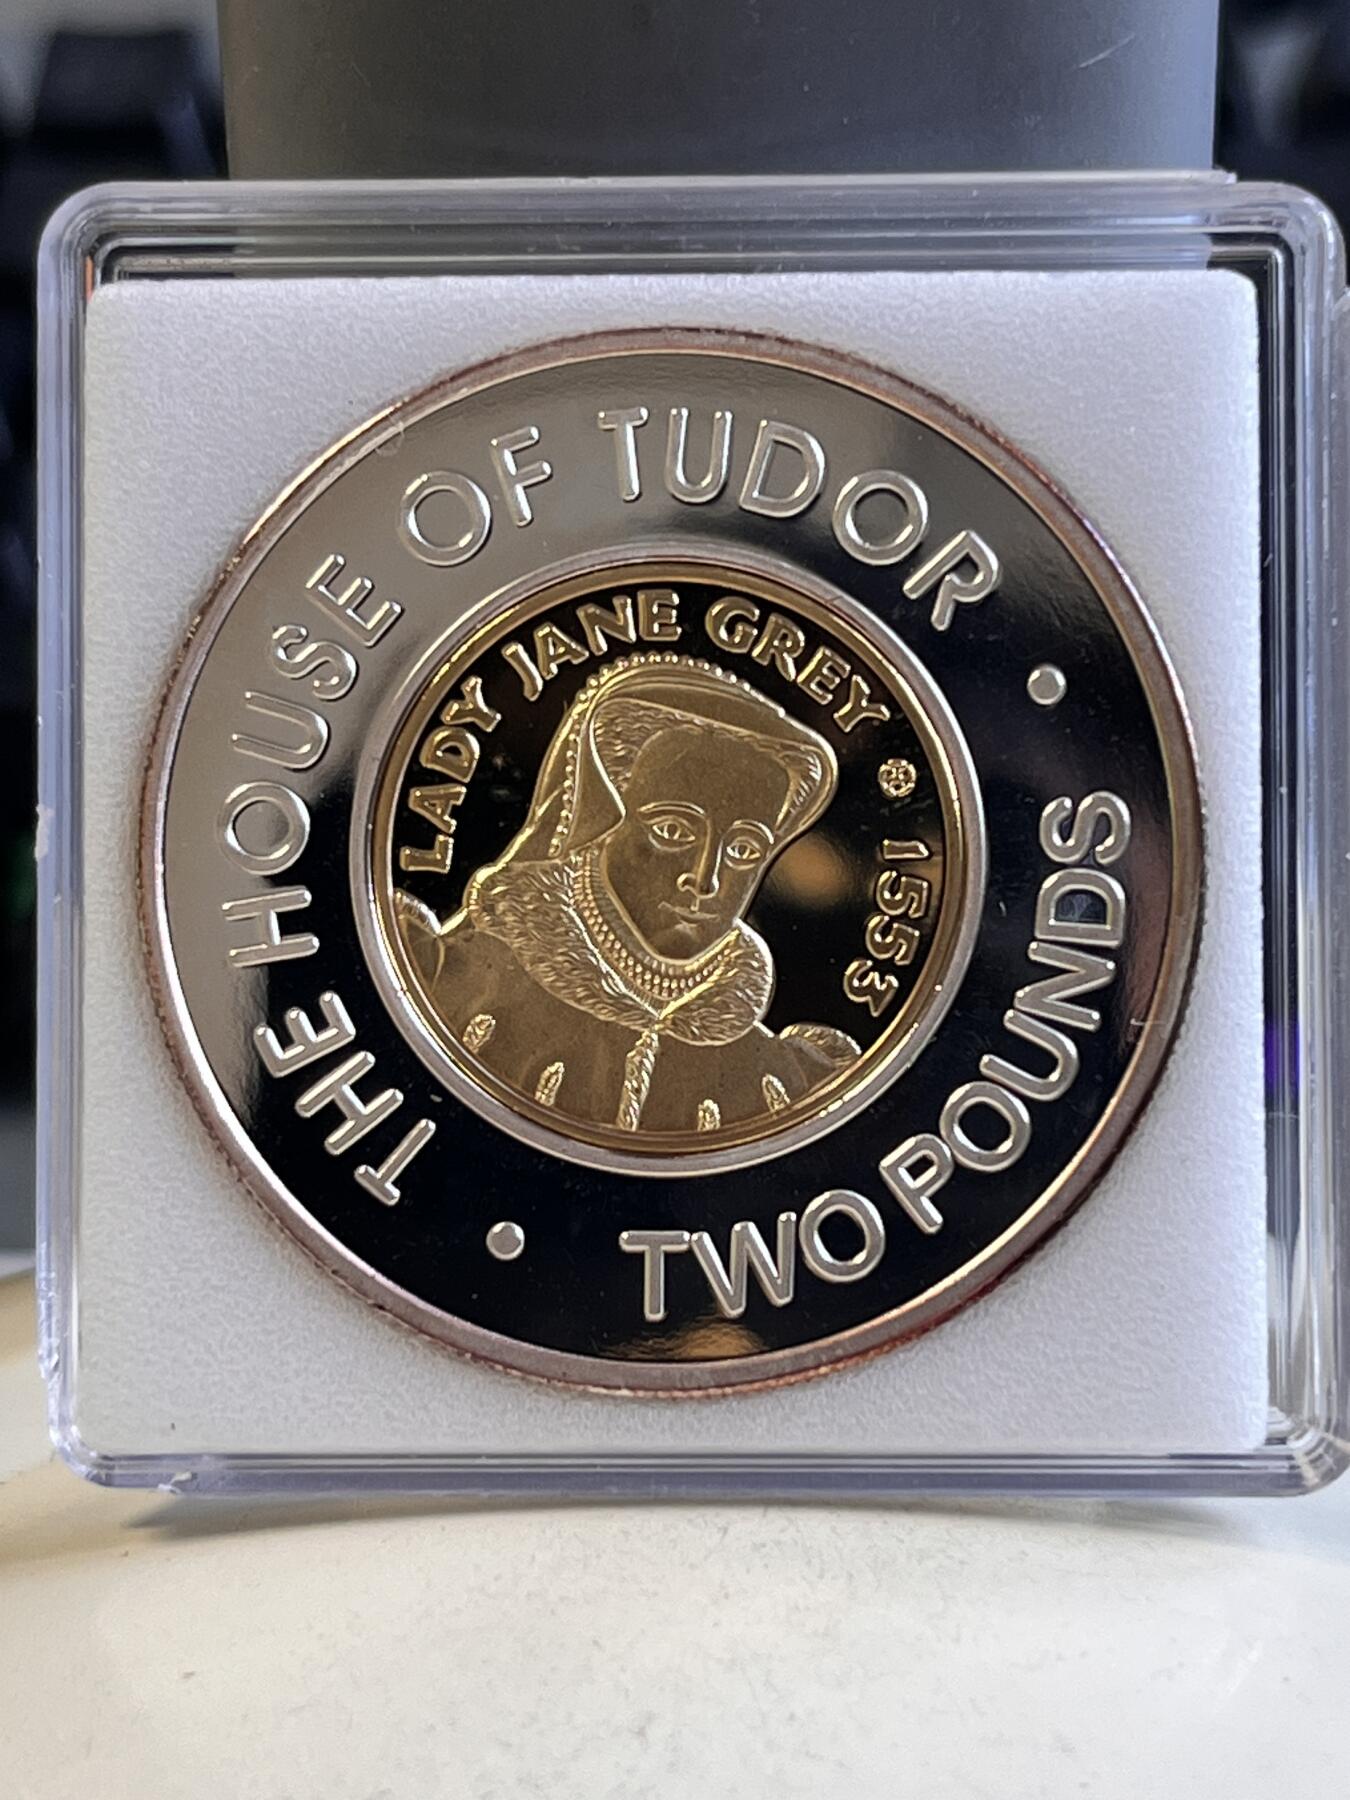 THE HOUSE OF TUDOR • TWO POUNDS •
LADY JANE GREY
1553